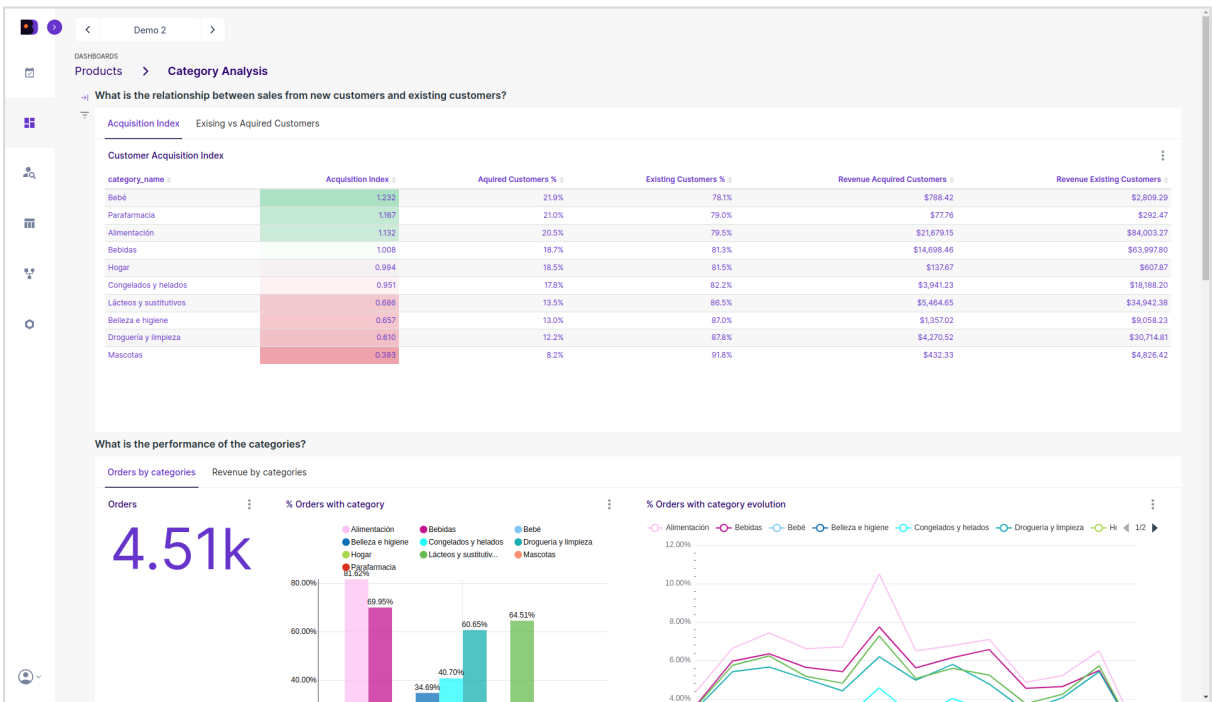 Demo 2
DASHBOARDS
Products > Category Analysis
What is the relationship between sales from new customers and existing customers?
Acquisition Index Exising vs Aquired Customers
Customer Acquisition Index
category_name Acquisition Index Aquired Customers % Existing Customers % Revenue Acquired Customers Revenue Existing Customers
Bebé 1.232 21.9% 78.1% $788.42 $2,809.29
Parafarmacia 1.167 21.0% 79.0% $77.76 $292.47
Alimentación 1.132 20.5% 79.5% $21,679.15 $84,003.27
Bebidas 1.008 18.7% 81.3% $14,698.46 $63,997.80
Hogar 0.994 18.5% 81.5% $137.67 $607.87
Congelados y helados 0.951 17.8% 82.2% $3,941.23 $18,188.20
Lácteos y sustitutivos 0.686 13.5% 86.5% $5,464.65 $34,942.38
Belleza e higiene 0.657 13.0% 87.0% $1,357.02 $9,058.23
Droguería y limpieza 0.610 12.2% 87.8% $4,270.52 $30,714.81
Mascotas 0.393 8.2% 91.8% $432.33 $4,826.42
What is the performance of the categories?
Orders by categories Revenue by categories
Orders
4.51k
% Orders with category
Alimentación Bebidas Bebé
Belleza e higiene Congelados y helados Droguería y limpieza
Hogar Lácteos y sustitutiv... Mascotas
Parafarmacia
81.62%
80.00%
69.95%
64.51%
60.65%
60.00%
40.70%
40.00%
34.69%
% Orders with category evolution
Alimentación Bebidas Bebé Belleza e higiene Congelados y helados Droguería y limpieza 1/2
12.00%
10.00%
8.00%
6.00%
4.00%